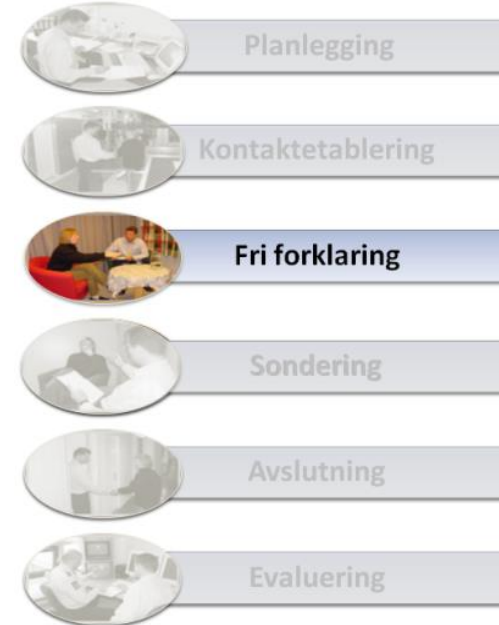 Planlegging
Kontaktetablering
Fri forklaring
Sondering
Avslutning
Evaluering